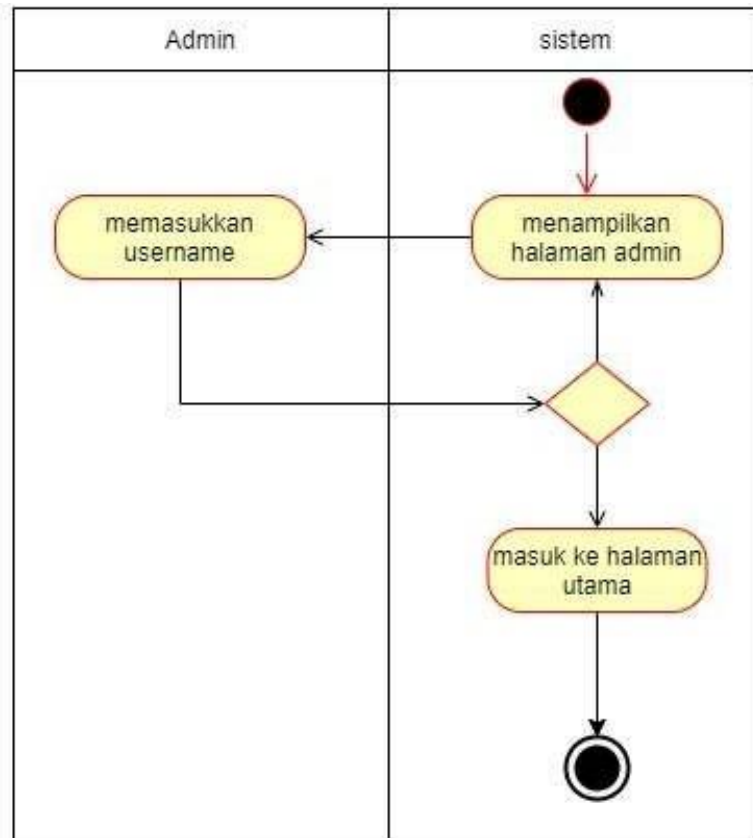 Admin
sistem
memasukkan
username
menampilkan
halaman admin
masuk ke halaman
utama